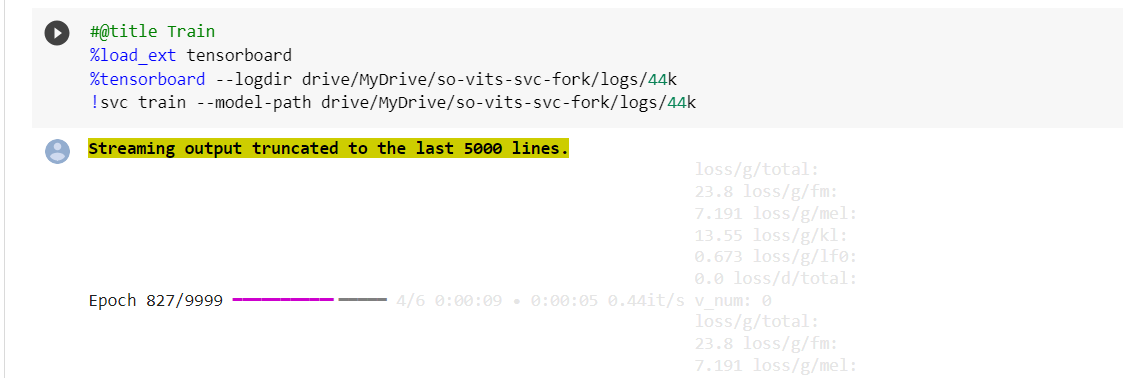 #@title Train
%load_ext tensorboard
%tensorboard --logdir drive/MyDrive/so-vits-svc-fork/logs/44k
!svc train --model-path drive/MyDrive/so-vits-svc-fork/logs/44k
Streaming output truncated to the last 5000 lines.
loss/g/total:
23.8 loss/g/fm:
7.191 loss/g/mel:
13.55 loss/g/kl:
0.673 loss/g/lf0:
0.0 loss/d/total:
Epoch 827/9999 4/6 0:00:09 • 0:00:05 0.44it/s v_num: 0
loss/g/total:
23.8 loss/g/fm:
7.191 loss/g/mel: